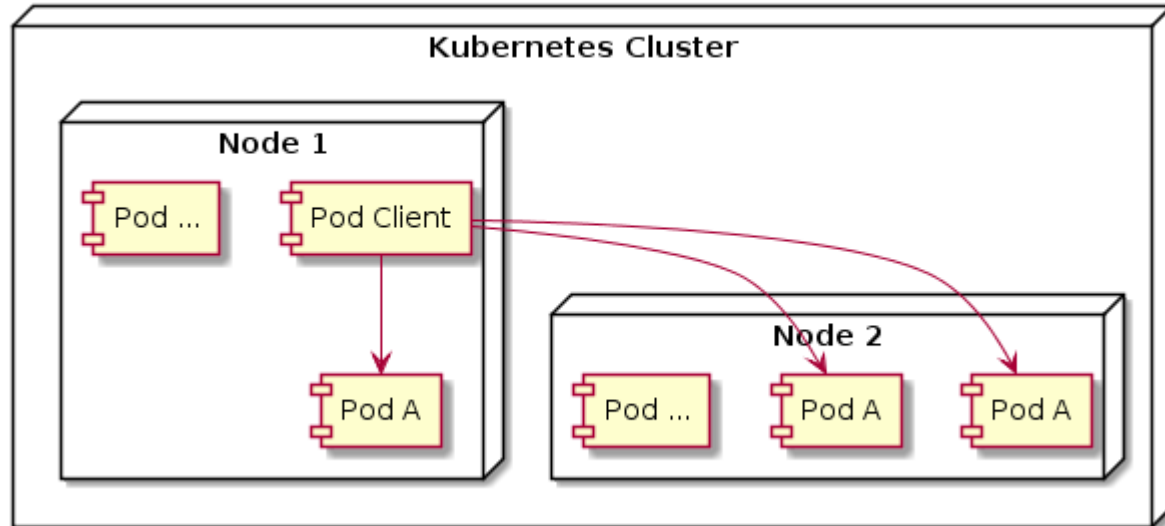 Kubernetes Cluster
Node 1
Pod ...
Pod Client
Pod A
Node 2
Pod ...
Pod A
Pod A